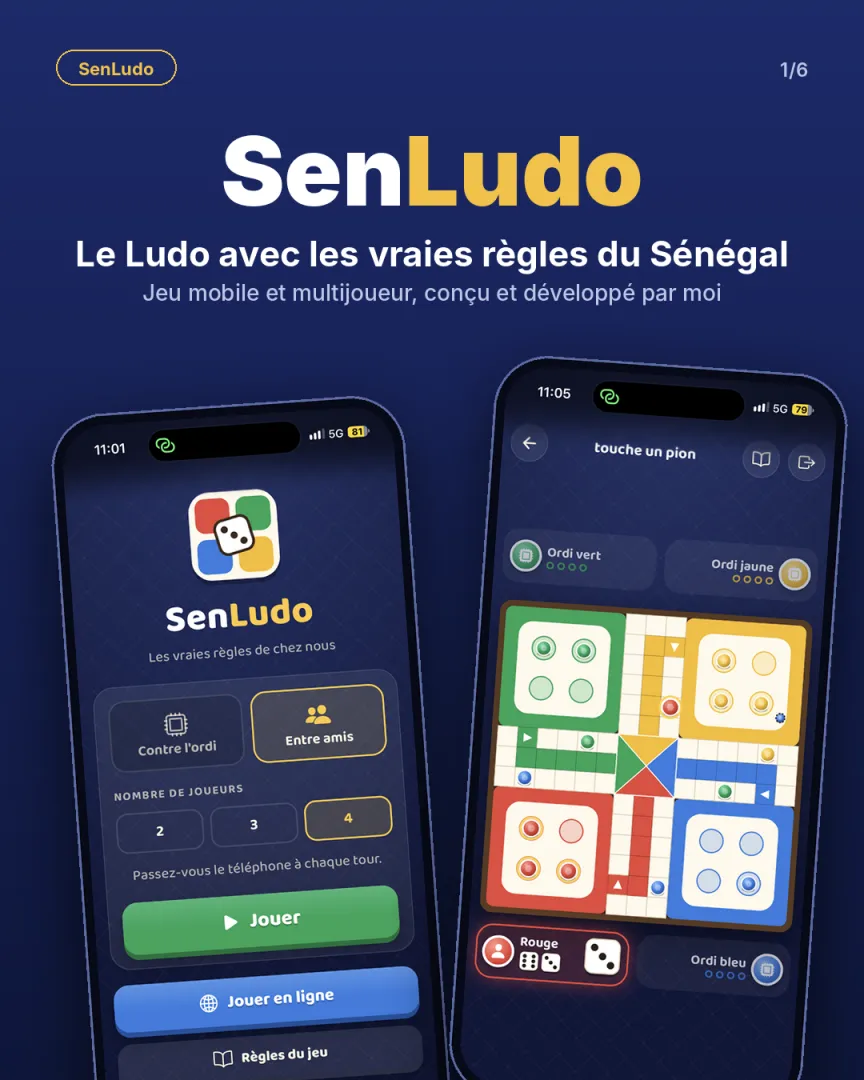 SenLudo
1/6
SenLudo
Le Ludo avec les vraies règles du Sénégal
Jeu mobile et multijoueur, conçu et développé par moi
11:01
5G 81
SenLudo
Les vraies règles de chez nous
Contre l'ordi
Entre amis
NOMBRE DE JOUEURS
2
3
4
Passez-vous le téléphone à chaque tour.
Jouer
Jouer en ligne
Règles du jeu
11:05
5G 79
touche un pion
Ordi vert
Ordi jaune
Rouge
Ordi bleu